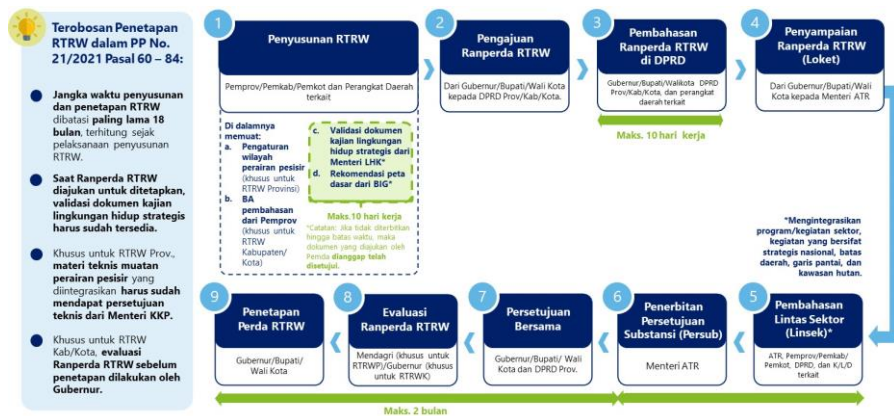 Terobosan Penetapan
RTRW dalam PP No.
21/2021 Pasal 60 – 84:
Jangka waktu penyusunan
dan penetapan RTRW
dibatasi paling lama 18
bulan, terhitung sejak
pelaksanaan penyusunan
RTRW.
Saat Ranperda RTRW
diajukan untuk ditetapkan,
validasi dokumen kajian
lingkungan hidup strategis
harus sudah tersedia.
Khusus untuk RTRW Prov.,
materi teknis muatan
perairan pesisir yang
diintegrasikan harus sudah
mendapat persetujuan
teknis dari Menteri KKP.
Khusus untuk RTRW
Kab/Kota, evaluasi
Ranperda RTRW sebelum
penetapan dilakukan oleh
Gubernur.
1
Penyusunan RTRW
Pemprov/Pemkab/Pemkot dan Perangkat Daerah
terkait
Di dalamnya
memuat:
a. Pengaturan
wilayah
perairan pesisir
(khusus untuk
RTRW Provinsi)
b. BA
pembahasan
dari Pemprov
(khusus untuk
RTRW
Kabupaten/
Kota)
c. Validasi dokumen
kajian lingkungan
hidup strategis dari
Menteri LHK*
d. Rekomendasi peta
dasar dari BIG*
Maks.10 hari kerja
*Catatan: Jika tidak diterbitkan
hingga batas waktu, maka
dokumen yang diajukan oleh
Pemda dianggap telah
disetujui.
2
Pengajuan
Ranperda RTRW
Dari Gubernur/Bupati/Wali Kota
kepada DPRD Prov/Kab/Kota.
3
Pembahasan
Ranperda RTRW
di DPRD
Gubernur/Bupati/Walikota DPRD
Prov/Kab/Kota, dan perangkat
daerah terkait
Maks. 10 hari kerja
4
Penyampaian
Ranperda RTRW
(Loket)
Dari Gubernur/Bupati/Wali
Kota kepada Menteri ATR
*Mengintegrasikan
program/kegiatan sektor,
kegiatan yang bersifat
strategis nasional, batas
daerah, garis pantai, dan
kawasan hutan.
5
Pembahasan
Lintas Sektor
(Linsek)*
ATR, Pemprov/Pemkab/
Pemkot, DPRD, dan K/L/D
terkait
6
Penerbitan
Persetujuan
Substansi (Persub)
Menteri ATR
7
Persetujuan
Bersama
Gubernur/Bupati/ Wali
Kota dan DPRD Prov.
8
Evaluasi
Ranperda RTRW
Mendagri (khusus untuk
RTRWP)/Gubernur (khusus
untuk RTRWK)
9
Penetapan
Perda RTRW
Gubernur/Bupati/
Wali Kota
Maks. 2 bulan